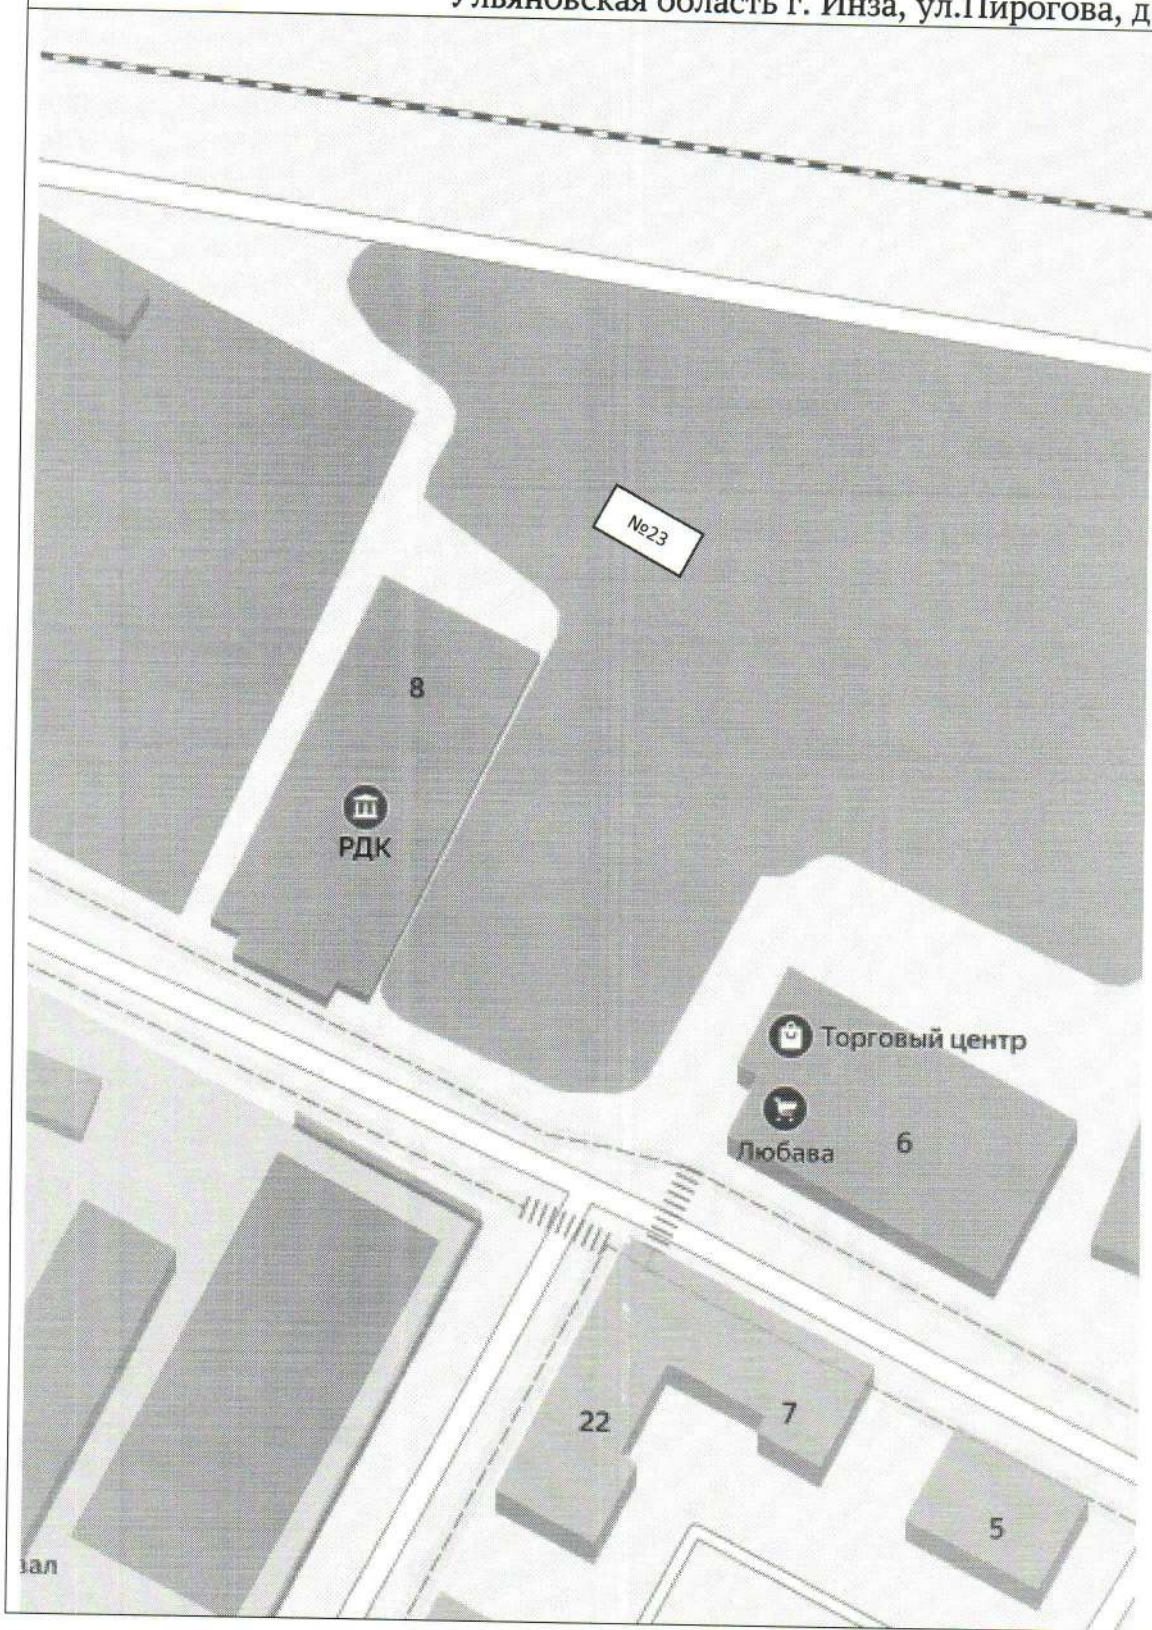 Ульяновская область г. Инза, ул.Пирогова, д
№23
8
РДК
Торговый центр
Любава
6
22
7
5
зал